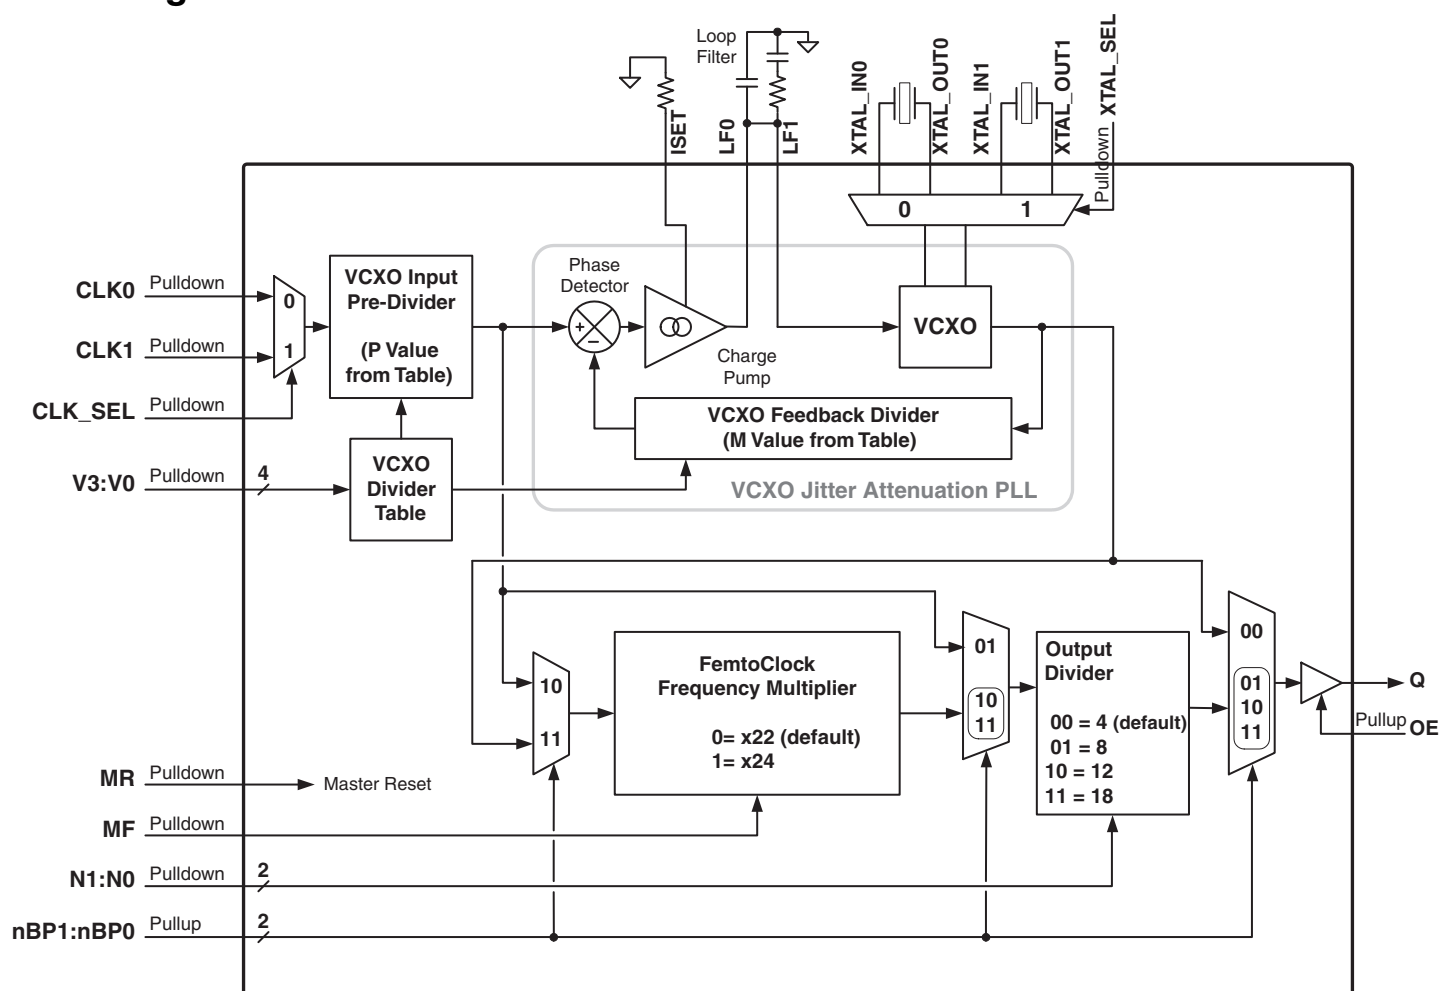 g
Loop
Filter
ISET
LF0
LF1
XTAL_IN0
XTAL_OUT0
XTAL_IN1
XTAL_OUT1
Pulldown XTAL_SEL
0 1
CLK0 Pulldown
CLK1 Pulldown
CLK_SEL Pulldown
V3:V0 Pulldown 4
0
1
VCXO Input
Pre-Divider
(P Value
from Table)
VCXO
Divider
Table
Phase
Detector
+
–
Charge
Pump
VCXO
VCXO Feedback Divider
(M Value from Table)
VCXO Jitter Attenuation PLL
10
11
FemtoClock
Frequency Multiplier
0= x22 (default)
1= x24
01
10
11
Output
Divider
00 = 4 (default)
01 = 8
10 = 12
11 = 18
00
01
10
11
Q
Pullup OE
MR Pulldown Master Reset
MF Pulldown
N1:N0 Pulldown 2
nBP1:nBP0 Pullup 2